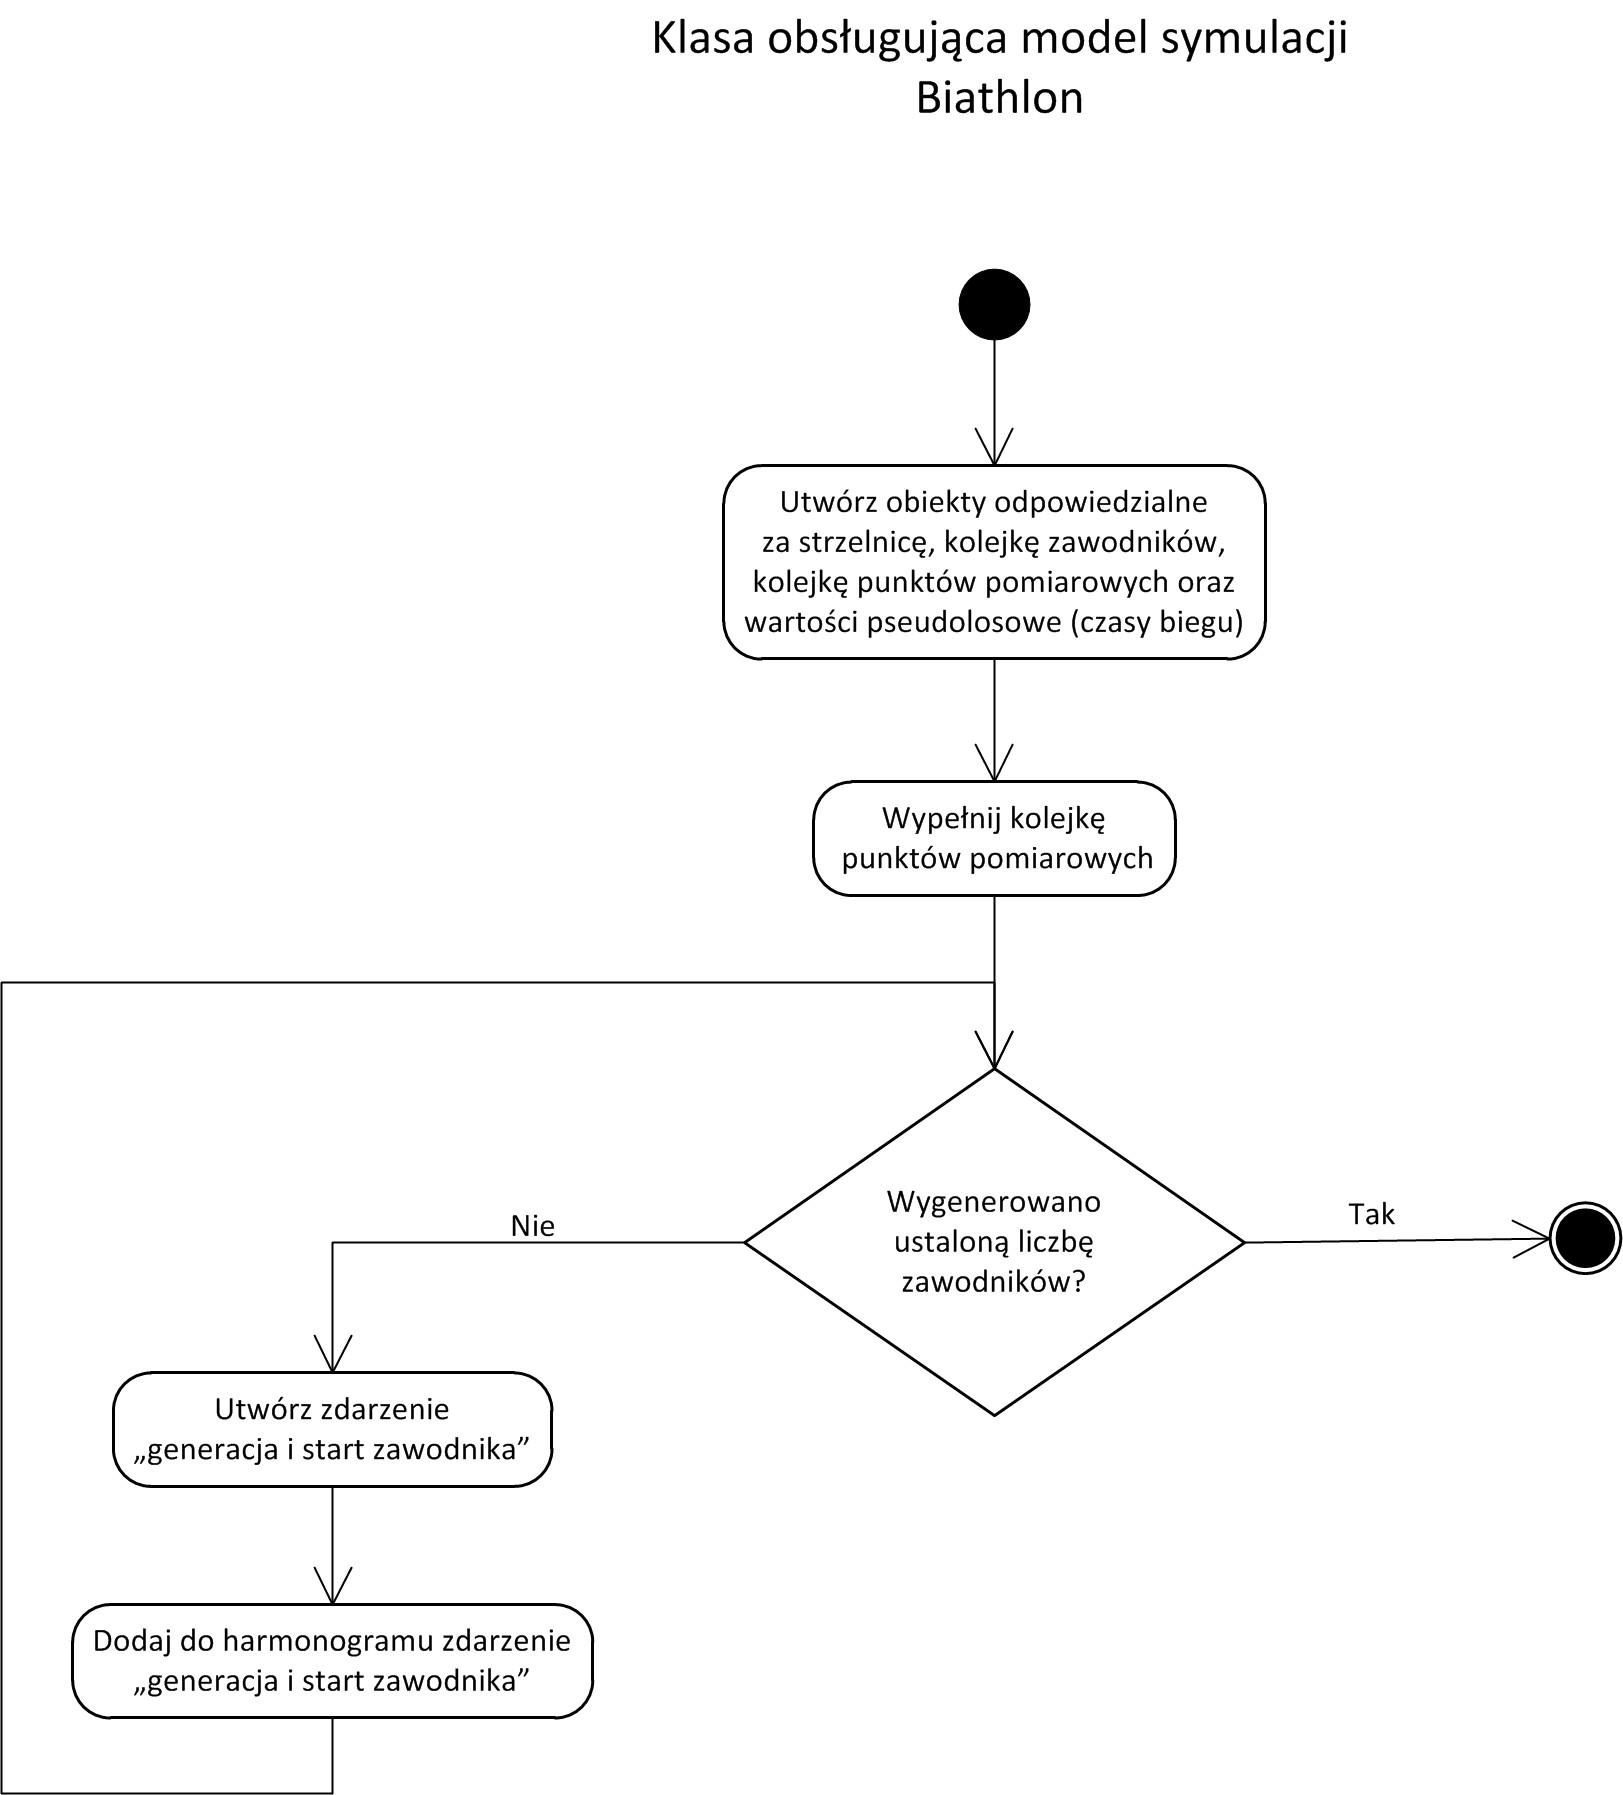 Klasa obsługująca model symulacji
Biathlon
Utwórz obiekty odpowiedzialne
za strzelnicę, kolejkę zawodników,
kolejkę punktów pomiarowych oraz
wartości pseudolosowe (czasy biegu)
Wypełnij kolejkę
punktów pomiarowych
Wygenerowano
ustaloną liczbę
zawodników?
Tak
Nie
Utwórz zdarzenie
„generacja i start zawodnika”
Dodaj do harmonogramu zdarzenie
„generacja i start zawodnika”